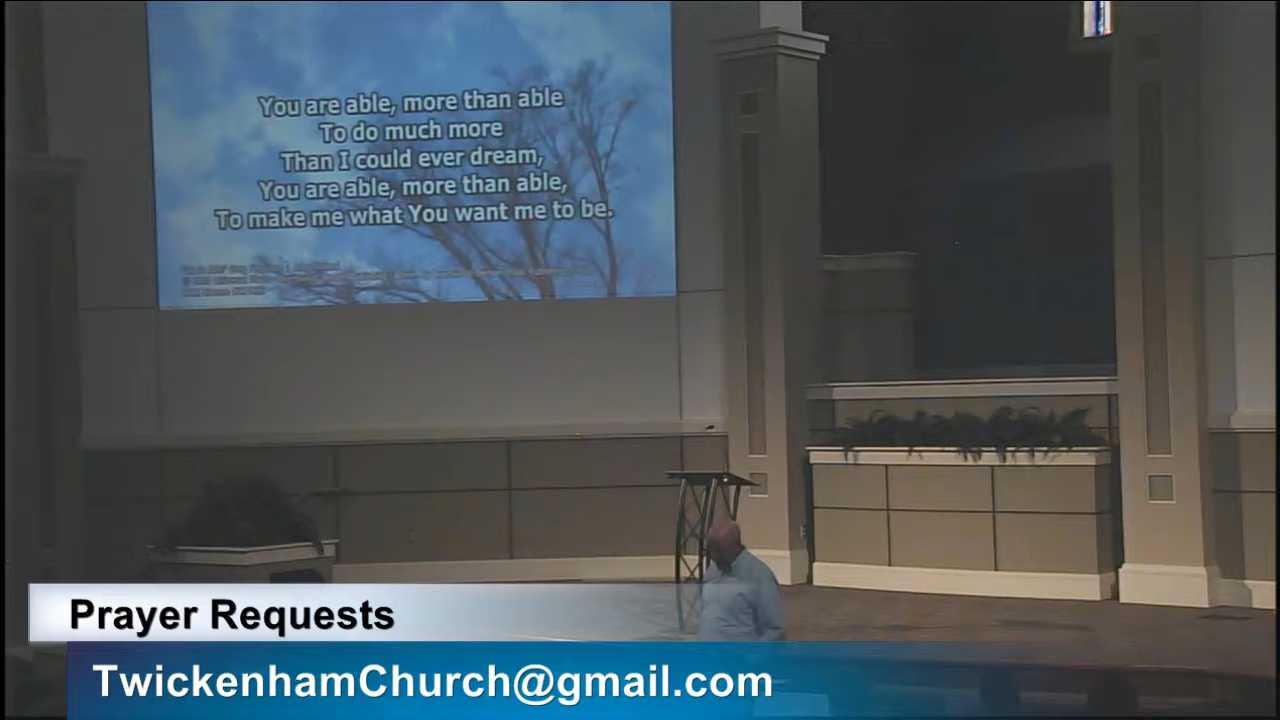 You are able, more than able
To do much more
Than I could ever dream,
You are able, more than able,
To make me what You want me to be.
Prayer Requests
TwickenhamChurch@gmail.com